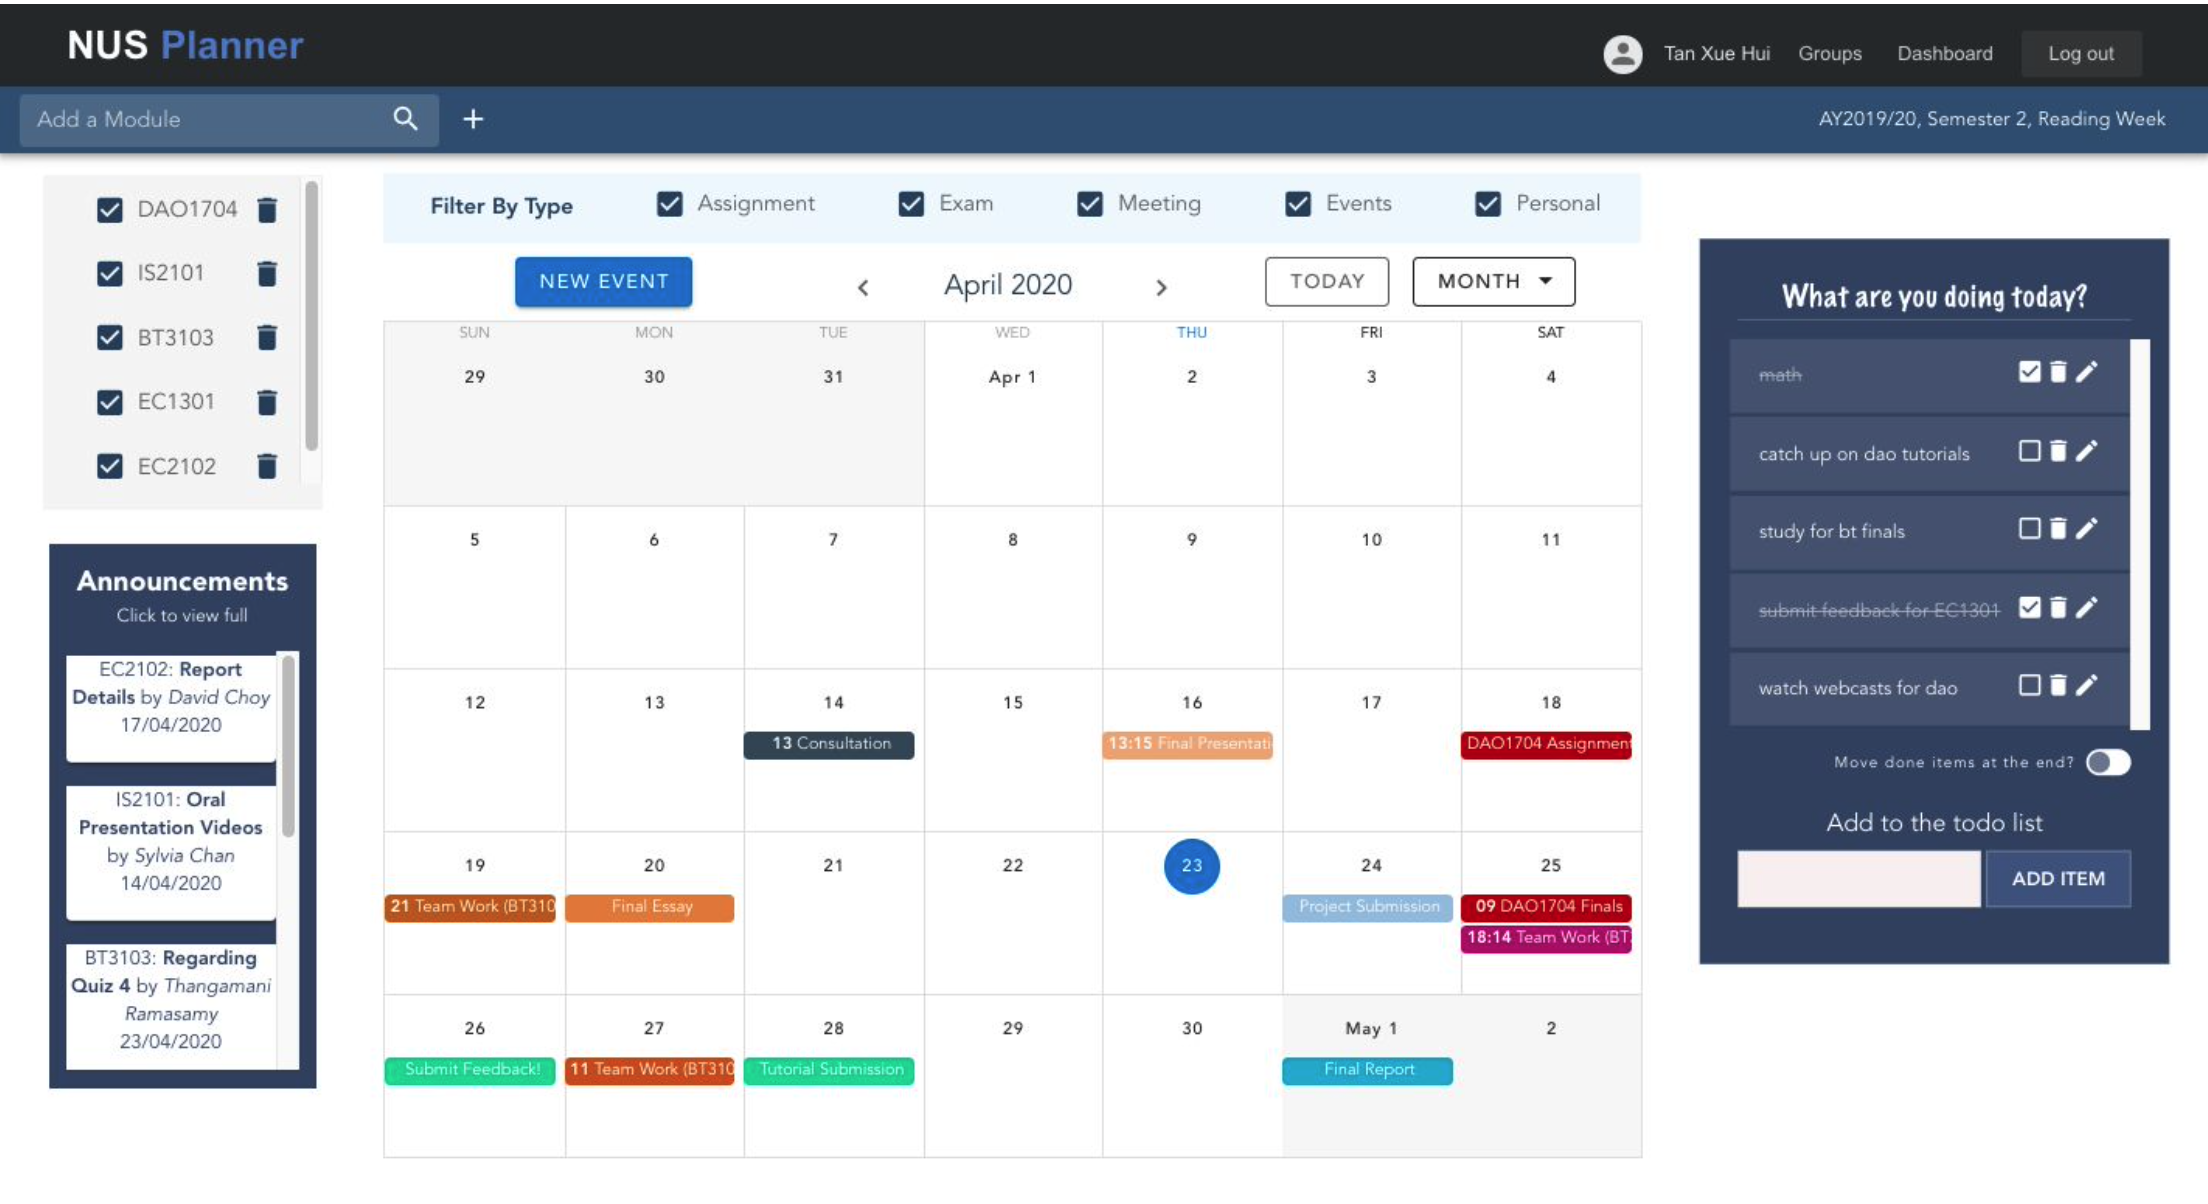 NUS Planner
Tan Xue Hui Groups Dashboard Log out
Add a Module
AY2019/20, Semester 2, Reading Week
DAO1704
IS2101
BT3103
EC1301
EC2102
Announcements
Click to view full
EC2102: Report
Details by David Choy
17/04/2020
IS2101: Oral
Presentation Videos
by Sylvia Chan
14/04/2020
BT3103: Regarding
Quiz 4 by Thangamani
Ramasamy
23/04/2020
Filter By Type Assignment Exam Meeting Events Personal
NEW EVENT April 2020 TODAY MONTH
SUN MON TUE WED THU FRI SAT
29 30 31 Apr 1 2 3 4
5 6 7 8 9 10 11
12 13 14 15 16 17 18
13 Consultation 13:15 Final Presentati DAO1704 Assignment
19 20 21 22 23 24 25
21 Team Work (BT310 Final Essay Project Submission 09 DAO1704 Finals
18:14 Team Work (BT
26 27 28 29 30 May 1 2
Submit Feedback! 11 Team Work (BT310 Tutorial Submission Final Report
What are you doing today?
math
catch up on dao tutorials
study for bt finals
submit feedback for EC1301
watch webcasts for dao
Move done items at the end?
Add to the todo list
ADD ITEM